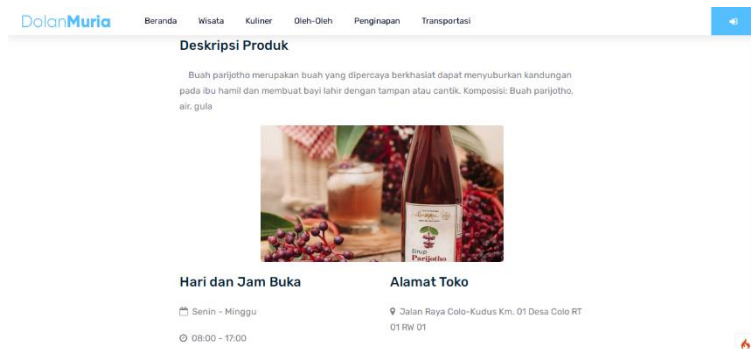 DolanMuria Beranda Wisata Kuliner Oleh-Oleh Penginapan Transportasi
Deskripsi Produk
Buah parijotho merupakan buah yang dipercaya berkhasiat dapat menyuburkan kandungan
pada ibu hamil dan membuat bayi lahir dengan tampan atau cantik. Komposisi: Buah parijotho,
air, gula
Sirup
Parijotho
Hari dan Jam Buka
Alamat Toko
Senin - Minggu
Jalan Raya Colo-Kudus Km. 01 Desa Colo RT
01 RW 01
08:00 - 17:00